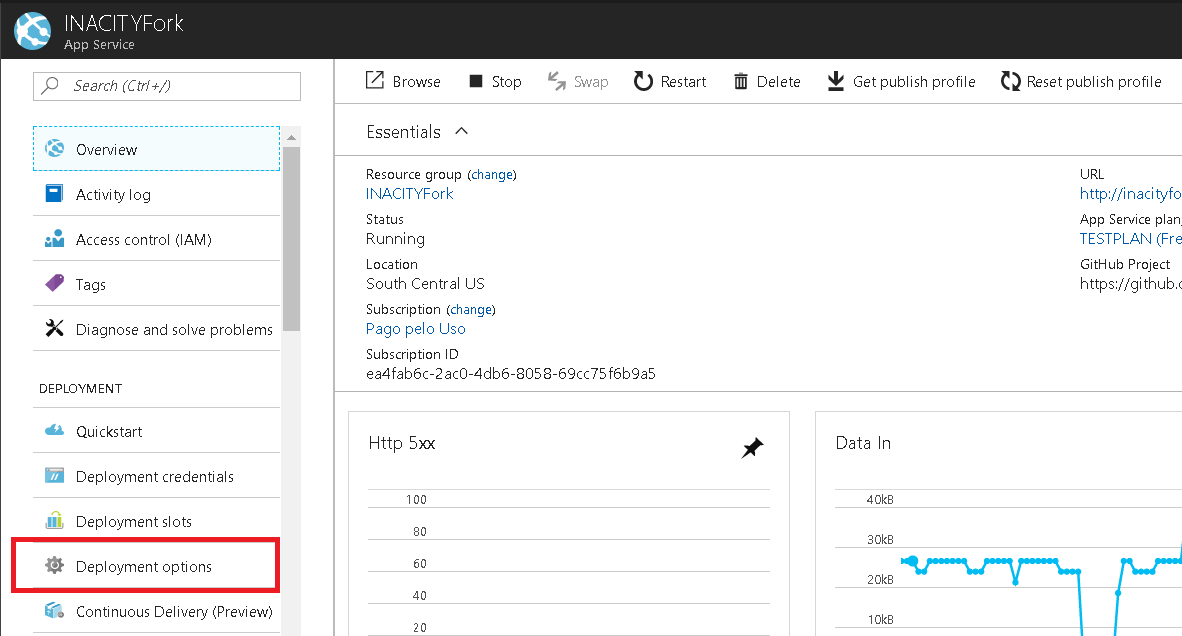 INACITYFork
App Service
Search (Ctrl+/)
Overview
Activity log
Access control (IAM)
Tags
Diagnose and solve problems
DEPLOYMENT
Quickstart
Deployment credentials
Deployment slots
Deployment options
Continuous Delivery (Preview)
Browse Stop Swap Restart Delete Get publish profile Reset publish profile
Essentials
Resource group (change)
INACITYFork
Status
Running
Location
South Central US
Subscription (change)
Pago pelo Uso
Subscription ID
ea4fab6c-2ac0-4db6-8058-69cc75f6b9a5
URL
http://inacityfo
App Service plan
TESTPLAN (Fre
GitHub Project
https://github.c
Http 5xx
100
80
60
40
20
Data In
40kB
30kB
20kB
10kB